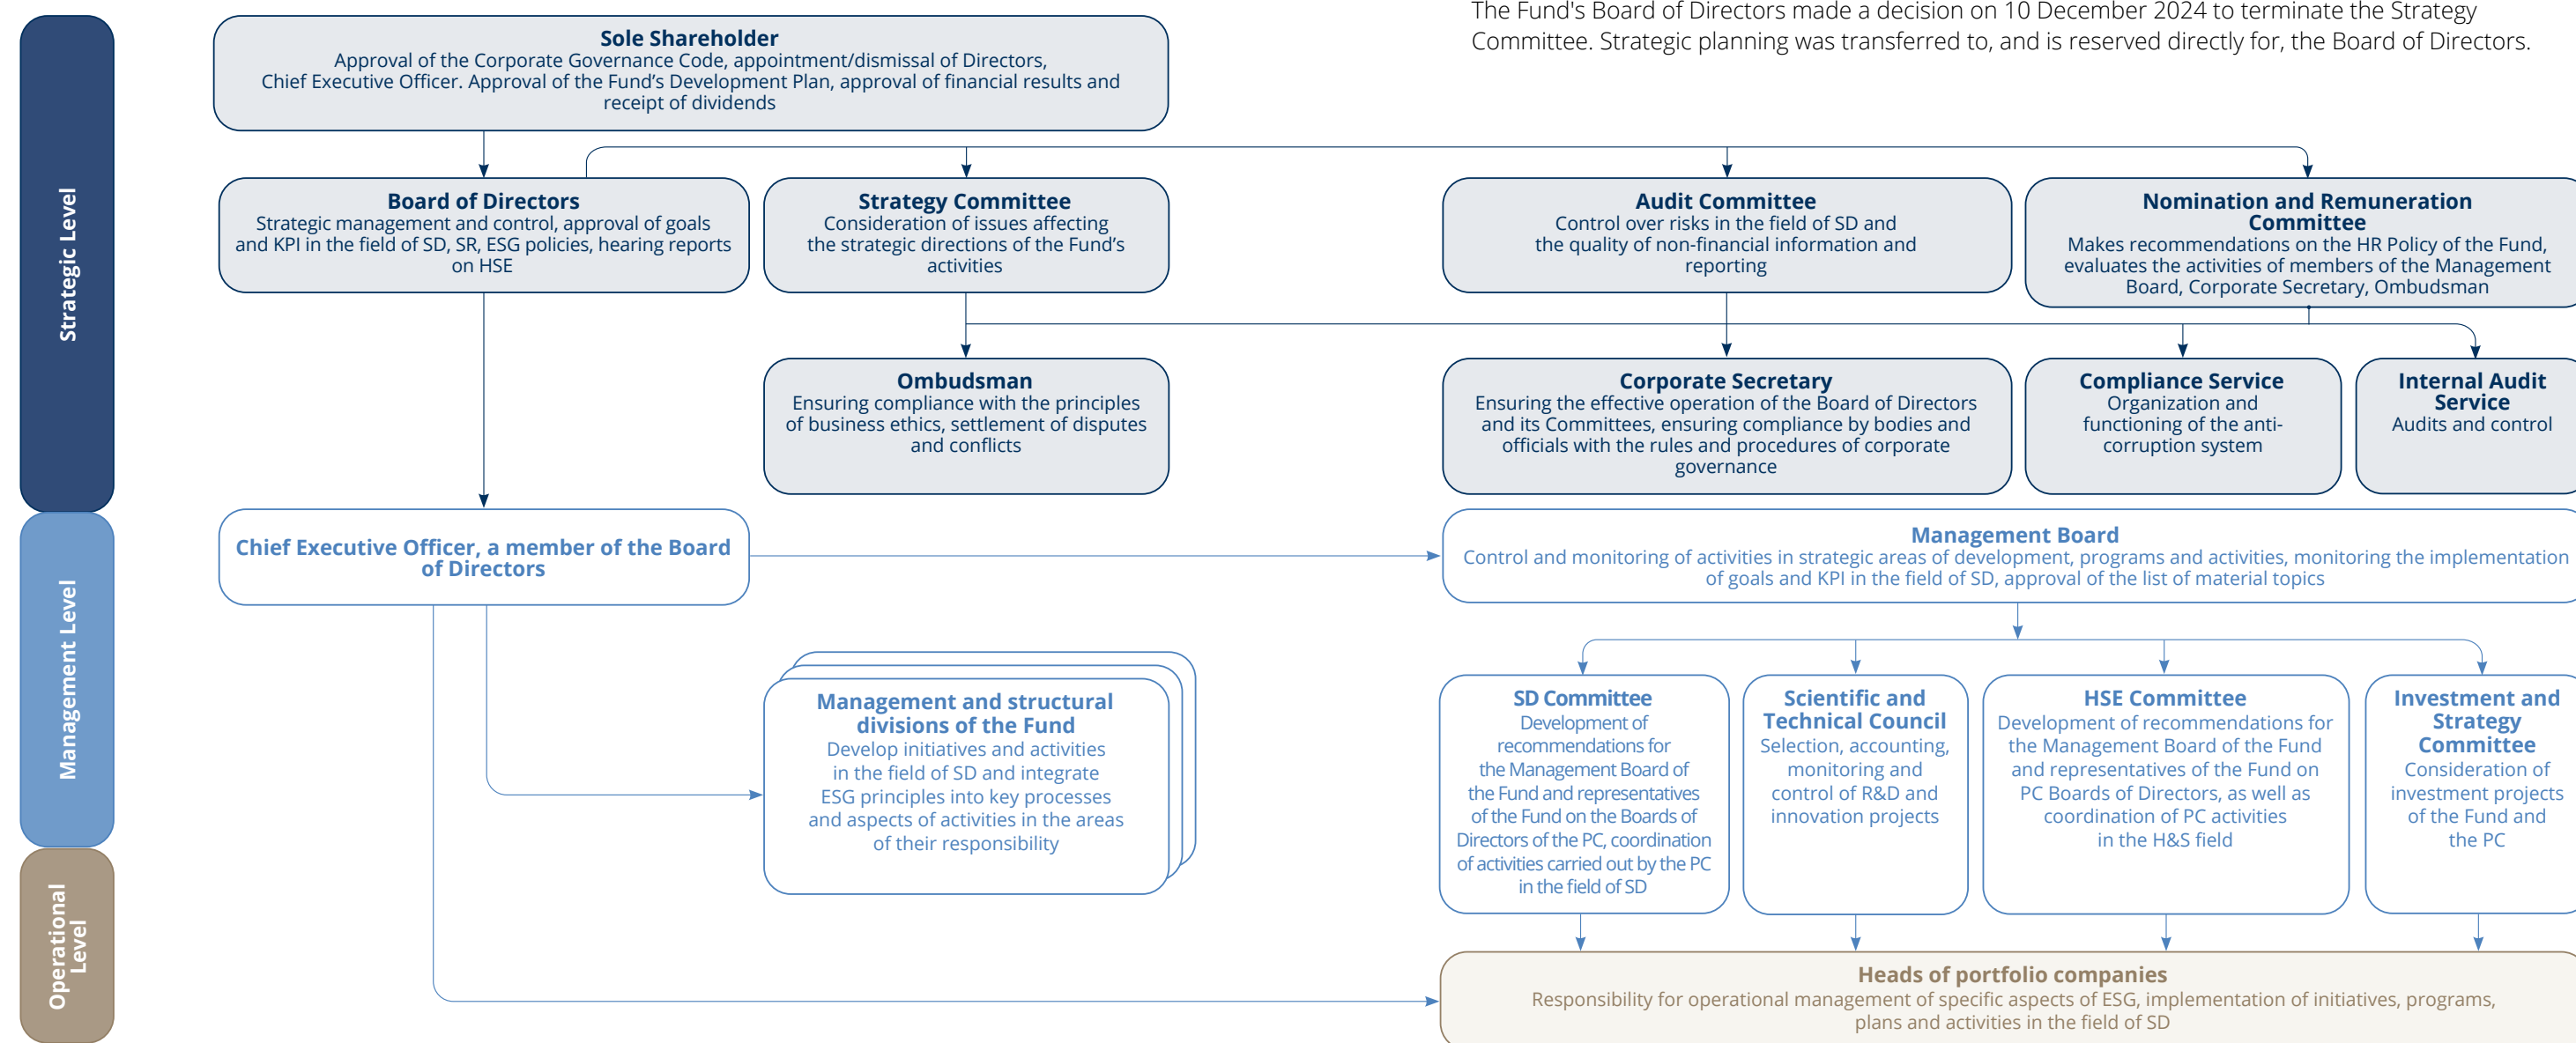 The Fund's Board of Directors made a decision on 10 December 2024 to terminate the Strategy
Committee. Strategic planning was transferred to, and is reserved directly for, the Board of Directors.
Strategic Level
Sole Shareholder
Approval of the Corporate Governance Code, appointment/dismissal of Directors,
Chief Executive Officer. Approval of the Fund’s Development Plan, approval of financial results and
receipt of dividends
Board of Directors
Strategic management and control, approval of goals
and KPI in the field of SD, SR, ESG policies, hearing reports
on HSE
Strategy Committee
Consideration of issues affecting
the strategic directions of the Fund’s
activities
Audit Committee
Control over risks in the field of SD and
the quality of non-financial information and
reporting
Nomination and Remuneration
Committee
Makes recommendations on the HR Policy of the Fund,
evaluates the activities of members of the Management
Board, Corporate Secretary, Ombudsman
Ombudsman
Ensuring compliance with the principles
of business ethics, settlement of disputes
and conflicts
Corporate Secretary
Ensuring the effective operation of the Board of Directors
and its Committees, ensuring compliance by bodies and
officials with the rules and procedures of corporate
governance
Compliance Service
Organization and
functioning of the anti-
corruption system
Internal Audit
Service
Audits and control
Management Level
Chief Executive Officer, a member of the Board
of Directors
Management Board
Control and monitoring of activities in strategic areas of development, programs and activities, monitoring the implementation
of goals and KPI in the field of SD, approval of the list of material topics
Management and structural
divisions of the Fund
Develop initiatives and activities
in the field of SD and integrate
ESG principles into key processes
and aspects of activities in the areas
of their responsibility
SD Committee
Development of
recommendations for
the Management Board of
the Fund and representatives
of the Fund on the Boards of
Directors of the PC, coordination
of activities carried out by the PC
in the field of SD
Scientific and
Technical Council
Selection, accounting,
monitoring and
control of R&D and
innovation projects
HSE Committee
Development of recommendations for
the Management Board of the Fund
and representatives of the Fund on
PC Boards of Directors, as well as
coordination of PC activities
in the H&S field
Investment and
Strategy
Committee
Consideration of
investment projects
of the Fund and
the PC
Operational
Level
Heads of portfolio companies
Responsibility for operational management of specific aspects of ESG, implementation of initiatives, programs,
plans and activities in the field of SD